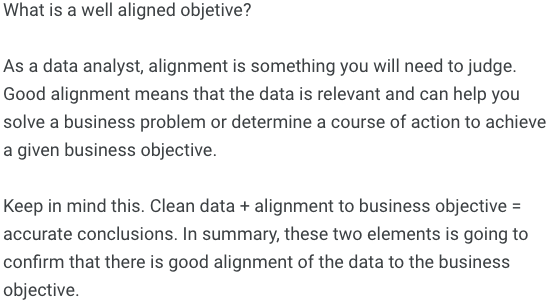 What is a well aligned objetive?
As a data analyst, alignment is something you will need to judge.
Good alignment means that the data is relevant and can help you
solve a business problem or determine a course of action to achieve
a given business objective.
Keep in mind this. Clean data + alignment to business objective =
accurate conclusions. In summary, these two elements is going to
confirm that there is good alignment of the data to the business
objective.